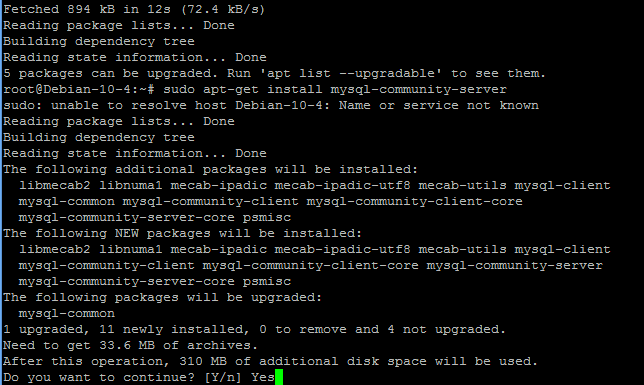 Fetched 894 kB in 12s (72.4 kB/s)
Reading package lists... Done
Building dependency tree
Reading state information... Done
5 packages can be upgraded. Run 'apt list --upgradable' to see them.
root@Debian-10-4:~# sudo apt-get install mysql-community-server
sudo: unable to resolve host Debian-10-4: Name or service not known
Reading package lists... Done
Building dependency tree
Reading state information... Done
The following additional packages will be installed:
  libmecab2 libnuma1 mecab-ipadic mecab-ipadic-utf8 mecab-utils mysql-client
  mysql-common mysql-community-client mysql-community-client-core
  mysql-community-server-core psmisc
The following NEW packages will be installed:
  libmecab2 libnuma1 mecab-ipadic mecab-ipadic-utf8 mecab-utils mysql-client
  mysql-community-client mysql-community-client-core mysql-community-server
  mysql-community-server-core psmisc
The following packages will be upgraded:
  mysql-common
1 upgraded, 11 newly installed, 0 to remove and 4 not upgraded.
Need to get 33.6 MB of archives.
After this operation, 310 MB of additional disk space will be used.
Do you want to continue? [Y/n] Yes